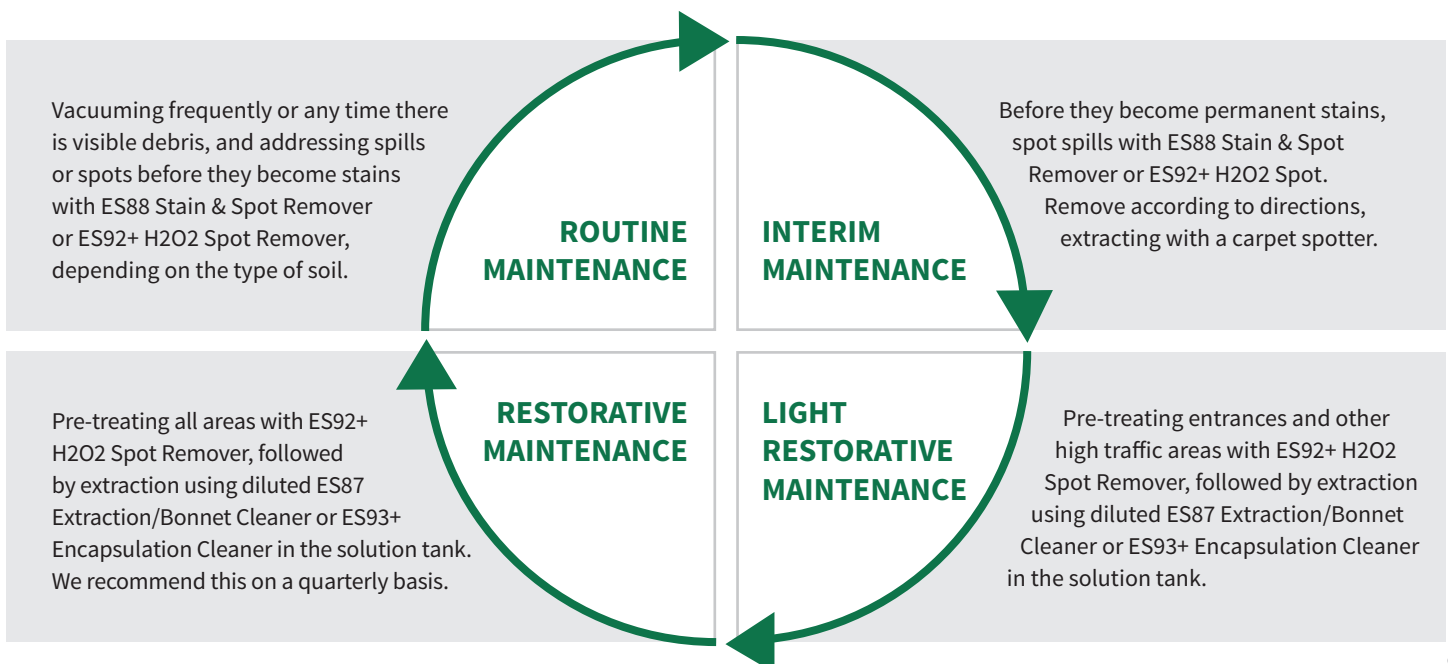 Vacuuming frequently or any time there
is visible debris, and addressing spills
or spots before they become stains
with ES88 Stain & Spot Remover
or ES92+ H2O2 Spot Remover,
depending on the type of soil.
ROUTINE
MAINTENANCE
INTERIM
MAINTENANCE
Before they become permanent stains,
spot spills with ES88 Stain & Spot
Remover or ES92+ H2O2 Spot.
Remove according to directions,
extracting with a carpet spotter.
Pre-treating all areas with ES92+
H2O2 Spot Remover, followed
by extraction using diluted ES87
Extraction/Bonnet Cleaner or ES93+
Encapsulation Cleaner in the solution tank.
We recommend this on a quarterly basis.
RESTORATIVE
MAINTENANCE
LIGHT
RESTORATIVE
MAINTENANCE
Pre-treating entrances and other
high traffic areas with ES92+ H2O2
Spot Remover, followed by extraction
using diluted ES87 Extraction/Bonnet
Cleaner or ES93+ Encapsulation Cleaner
in the solution tank.